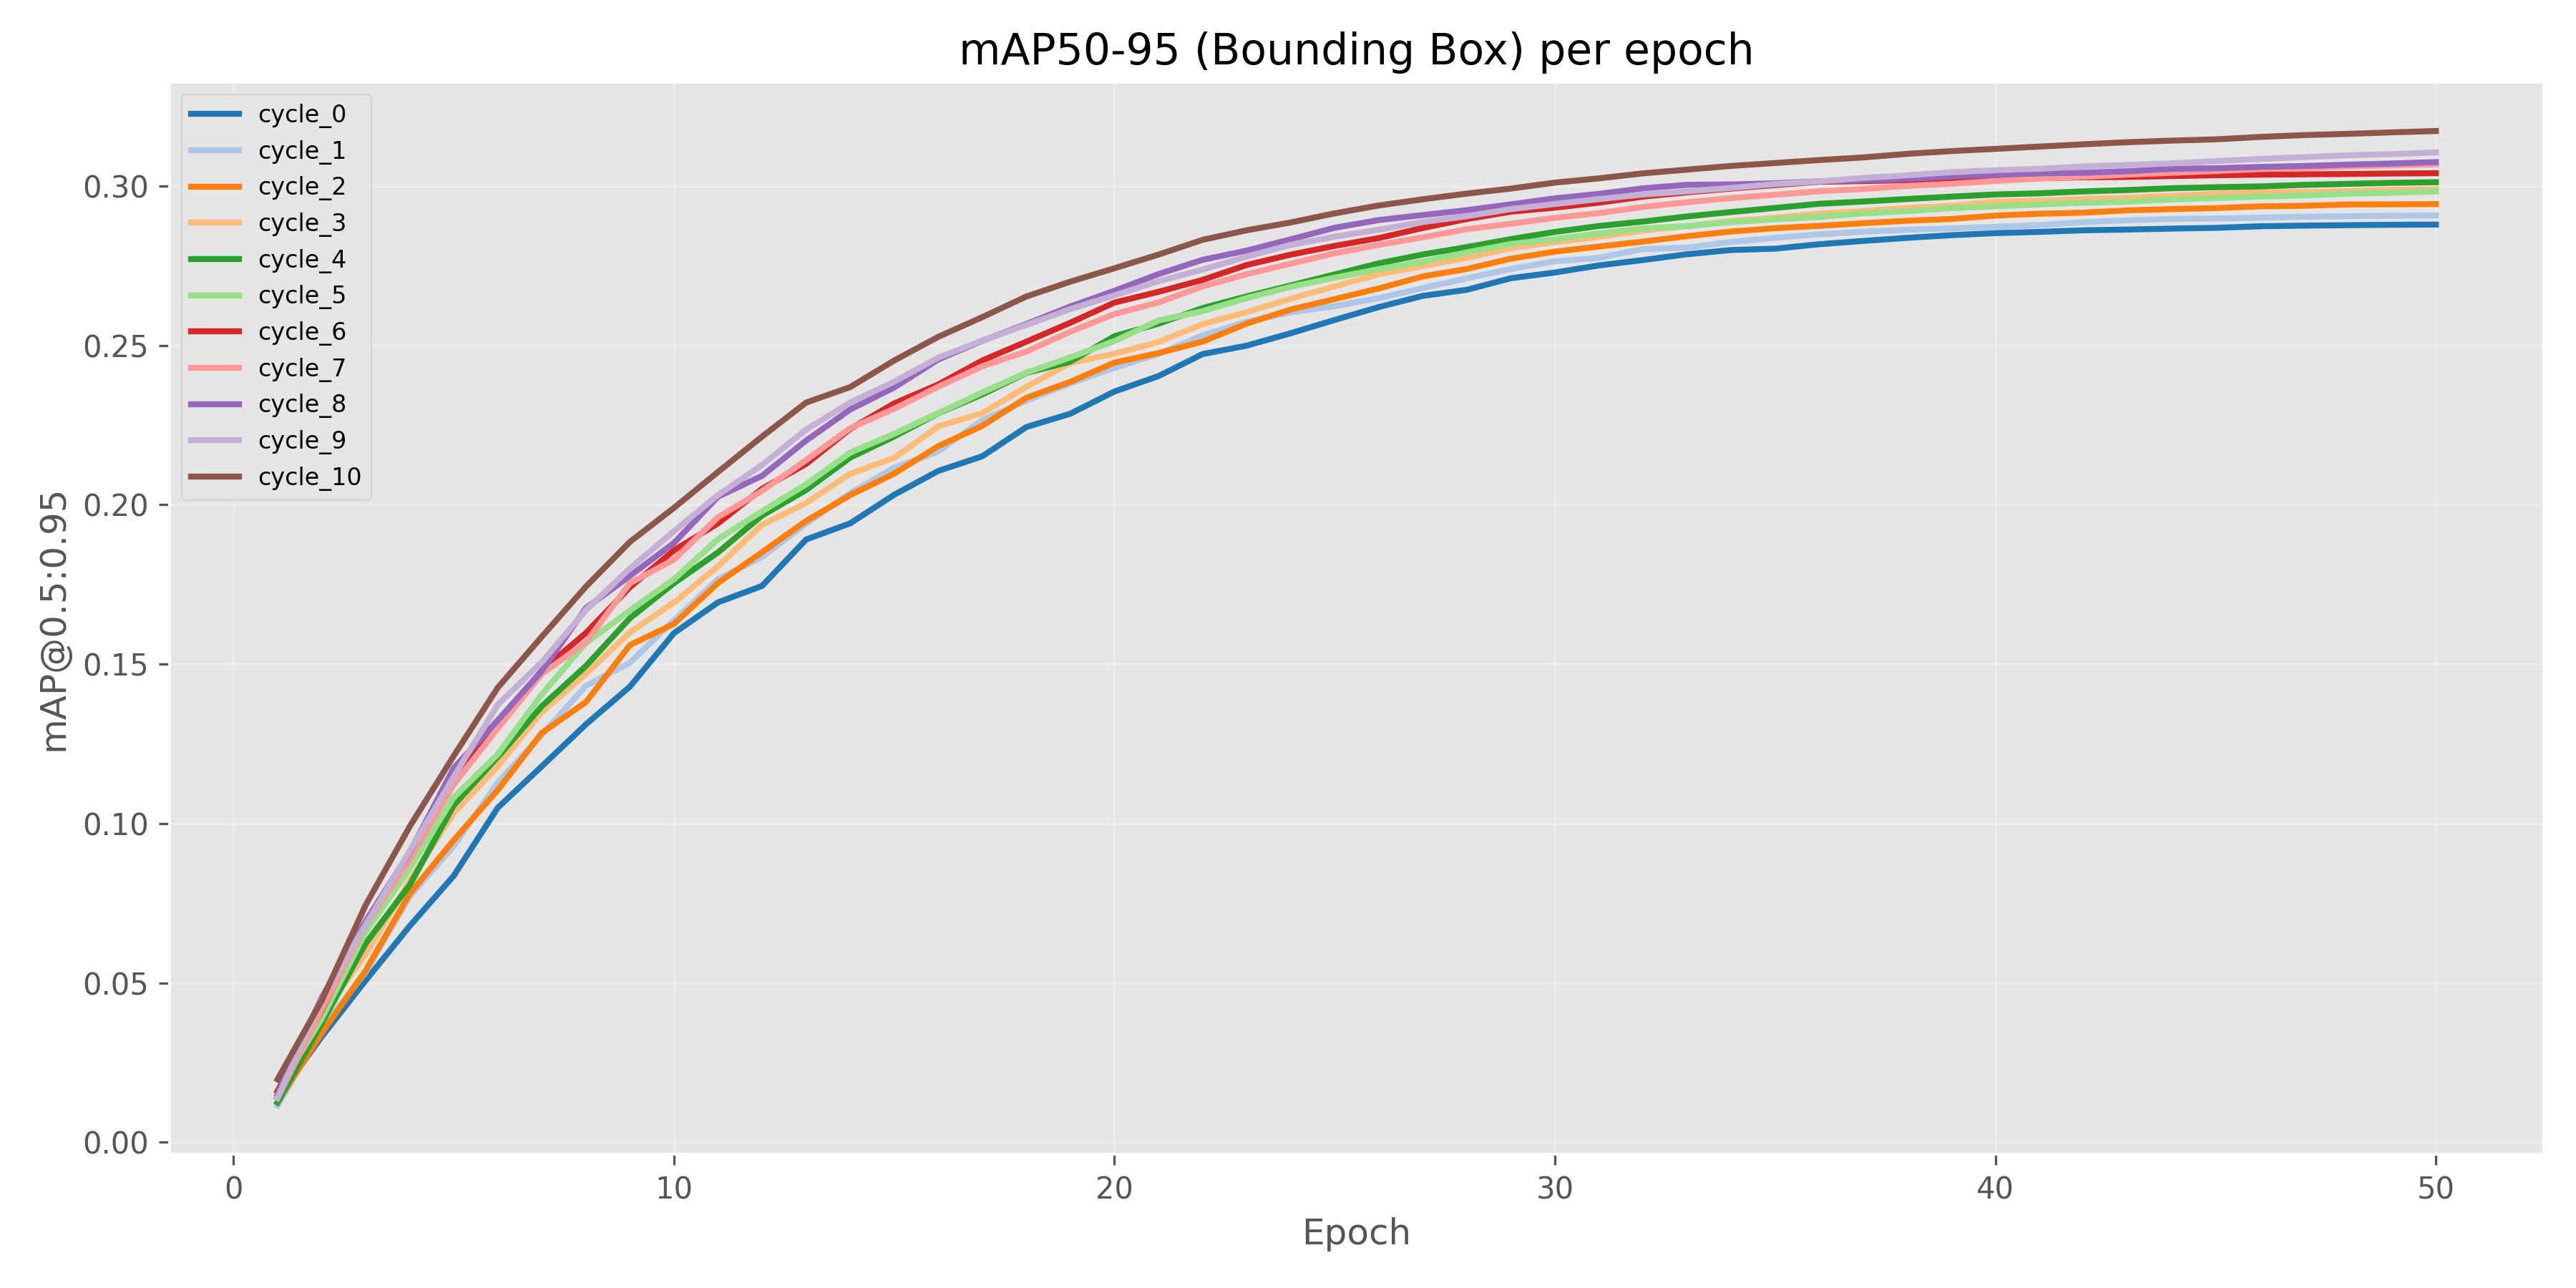 mAP50-95 (Bounding Box) per epoch
cycle_0
cycle_1
cycle_2
cycle_3
cycle_4
cycle_5
cycle_6
cycle_7
cycle_8
cycle_9
cycle_10
mAP@0.5:0.95
0.30
0.25
0.20
0.15
0.10
0.05
0.00
0 10 20 30 40 50
Epoch